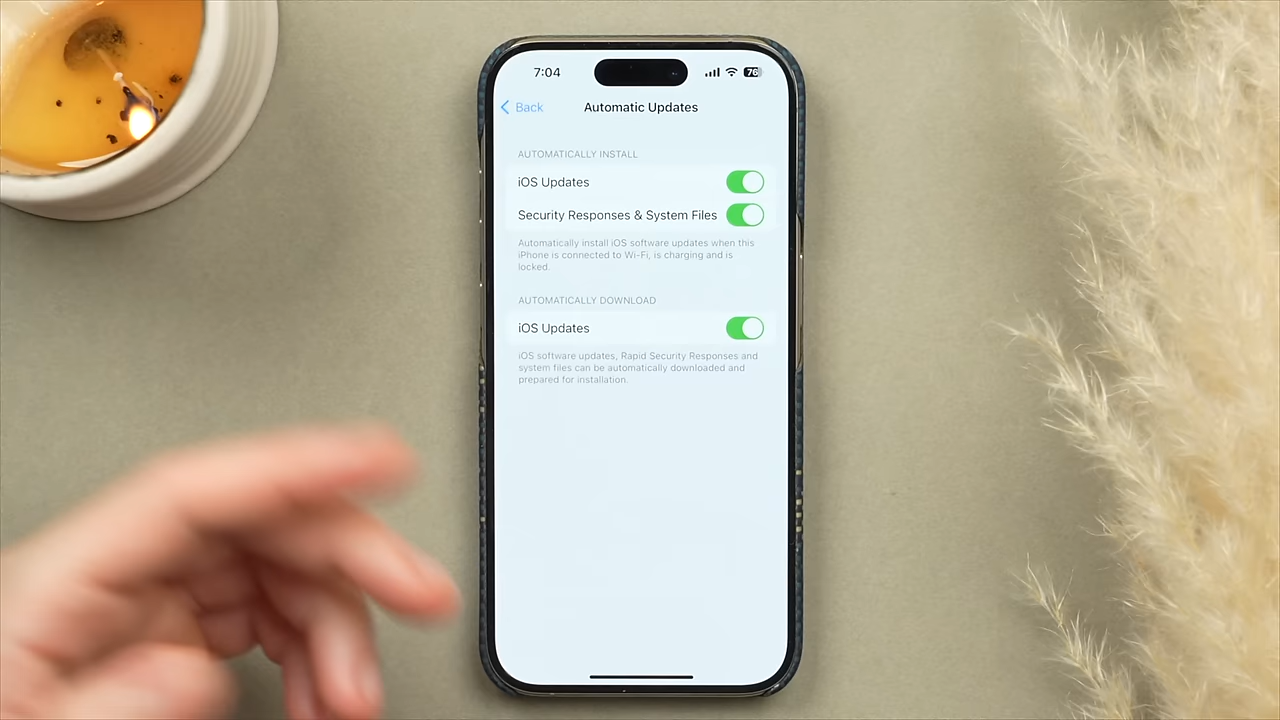 7:04
76
Back
Automatic Updates
AUTOMATICALLY INSTALL
iOS Updates
Security Responses & System Files
Automatically install iOS software updates when this
iPhone is connected to Wi-Fi, is charging and is
locked.
AUTOMATICALLY DOWNLOAD
iOS Updates
iOS software updates, Rapid Security Responses and
system files can be automatically downloaded and
prepared for installation.